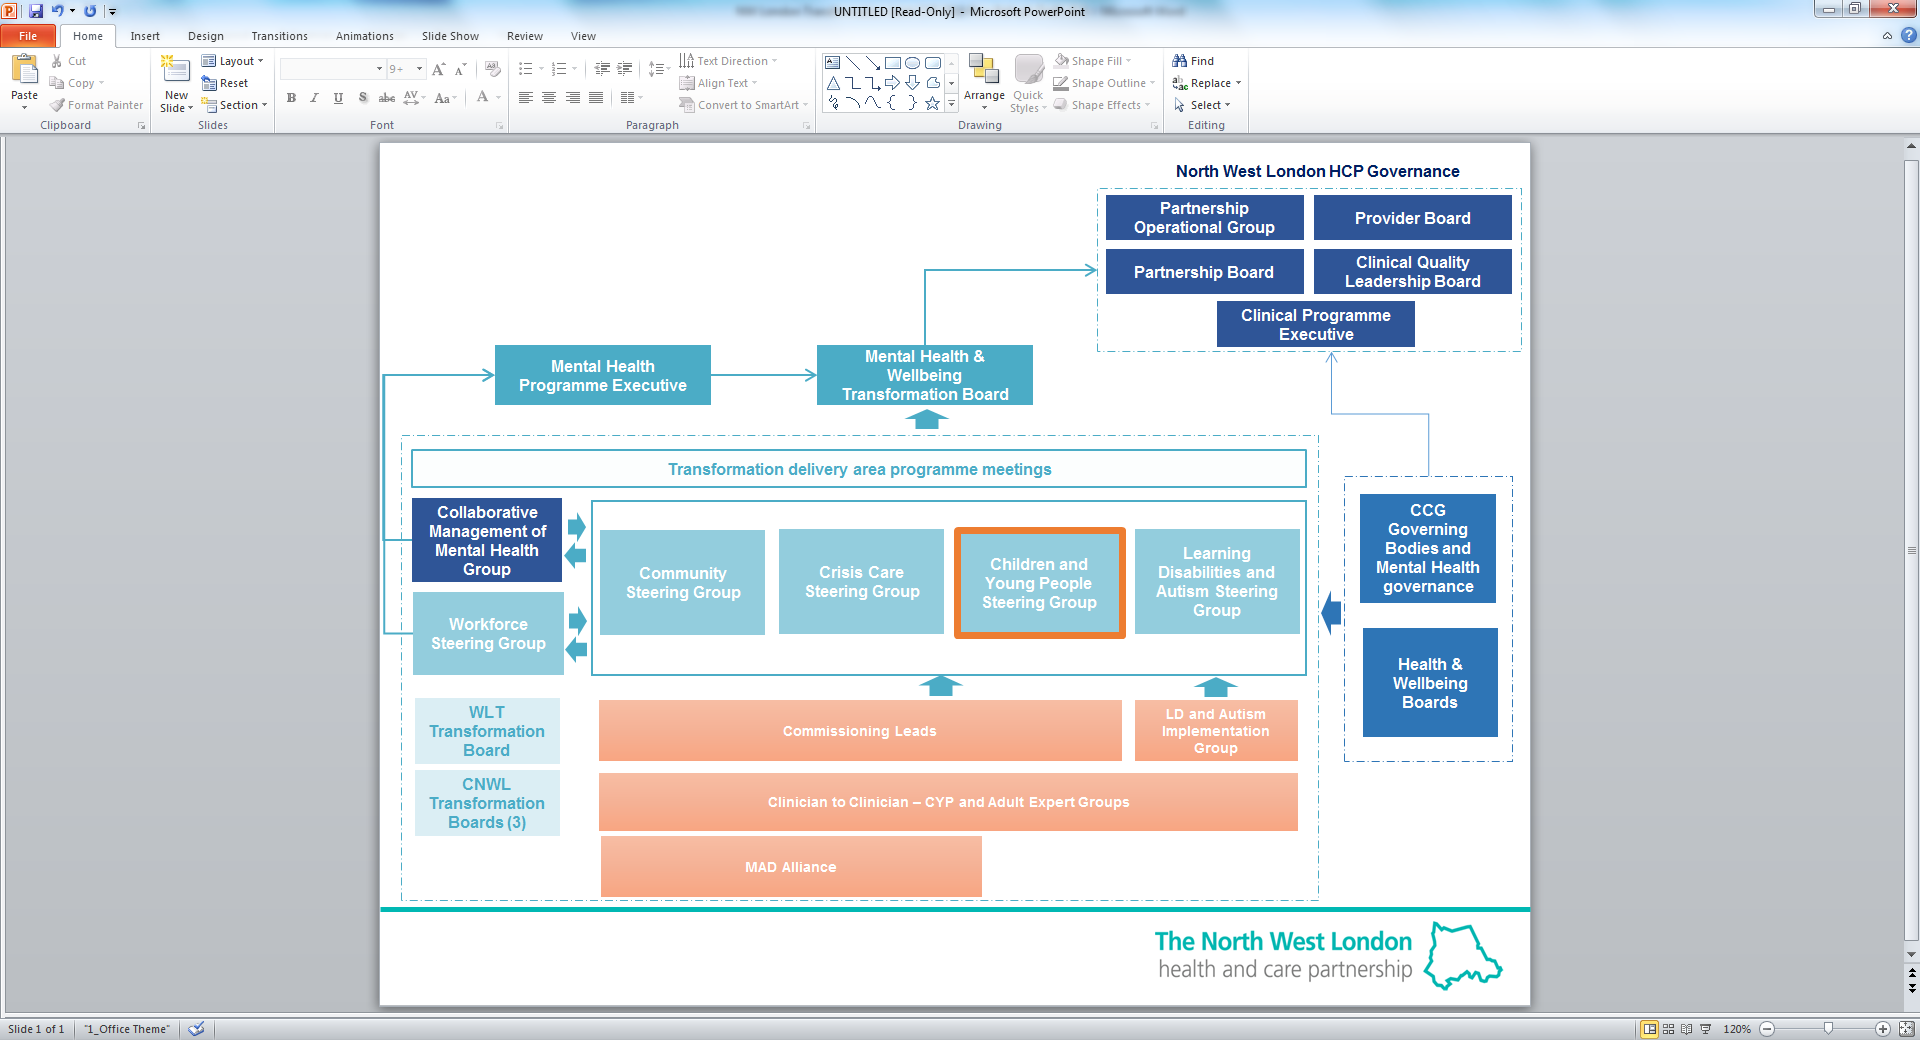 UNTITLED [Read-Only] - Microsoft PowerPoint
File Home Insert Design Transitions Animations Slide Show Review View
Paste
Cut
Copy
Format Painter
Clipboard
New
Slide
Layout
Reset
Section
Slides
9+
Font
Text Direction
Align Text
Convert to SmartArt
Paragraph
Arrange
Quick
Styles
Shape Fill
Shape Outline
Shape Effects
Drawing
Find
Replace
Select
Editing
North West London HCP Governance
Partnership
Operational Group
Provider Board
Partnership Board
Clinical Quality
Leadership Board
Clinical Programme
Executive
Mental Health
Programme Executive
Mental Health &
Wellbeing
Transformation Board
Transformation delivery area programme meetings
Collaborative
Management of
Mental Health
Group
Workforce
Steering Group
Community
Steering Group
Crisis Care
Steering Group
Children and
Young People
Steering Group
Learning
Disabilities and
Autism Steering
Group
CCG
Governing
Bodies and
Mental Health
governance
Health &
Wellbeing
Boards
WLT
Transformation
Board
CNWL
Transformation
Boards (3)
Commissioning Leads
LD and Autism
Implementation
Group
Clinician to Clinician – CYP and Adult Expert Groups
MAD Alliance
The North West London
health and care partnership
Slide 1 of 1 "1_Office Theme" 120%